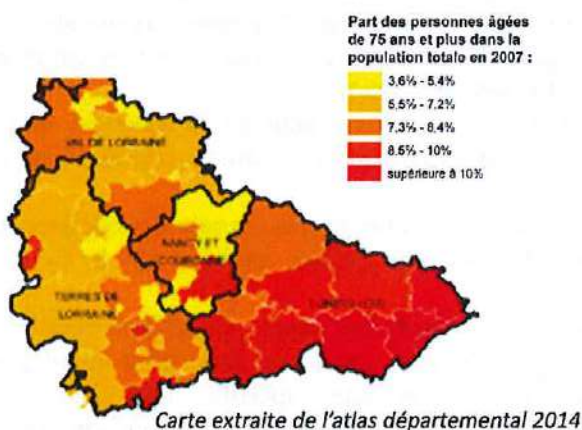 Part des personnes âgées
de 75 ans et plus dans la
population totale en 2007 :
3,6% - 5,4%
5,5% - 7,2%
7,3% - 8,4%
8,5% - 10%
supérieure à 10%
VAL DE LORRAINE
NANCY ET
COURONNE
TERRES DE
LORRAINE
Carte extraite de l'atlas départemental 2014